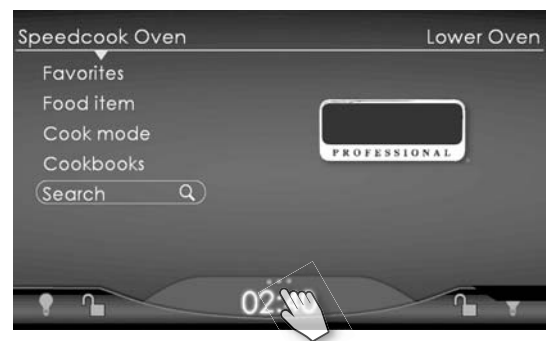 Speedcook Oven Lower Oven
Favorites
Food item
Cook mode
Cookbooks
Search
PROFESSIONAL